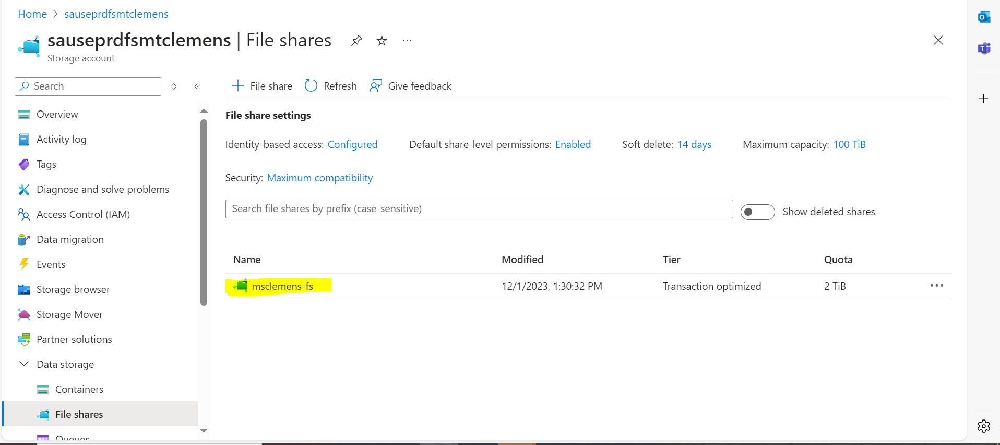 Home > sauseprdfsmtclemens
sauseprdfsmtclemens | File shares
Storage account
Search
File share Refresh Give feedback
Overview
Activity log
Tags
Diagnose and solve problems
Access Control (IAM)
Data migration
Events
Storage browser
Storage Mover
Partner solutions
Data storage
Containers
File shares
Queues
File share settings
Identity-based access: Configured Default share-level permissions: Enabled Soft delete: 14 days Maximum capacity: 100 TiB
Security: Maximum compatibility
Search file shares by prefix (case-sensitive) Show deleted shares
Name Modified Tier Quota
msclemens-fs 12/1/2023, 1:30:32 PM Transaction optimized 2 TiB